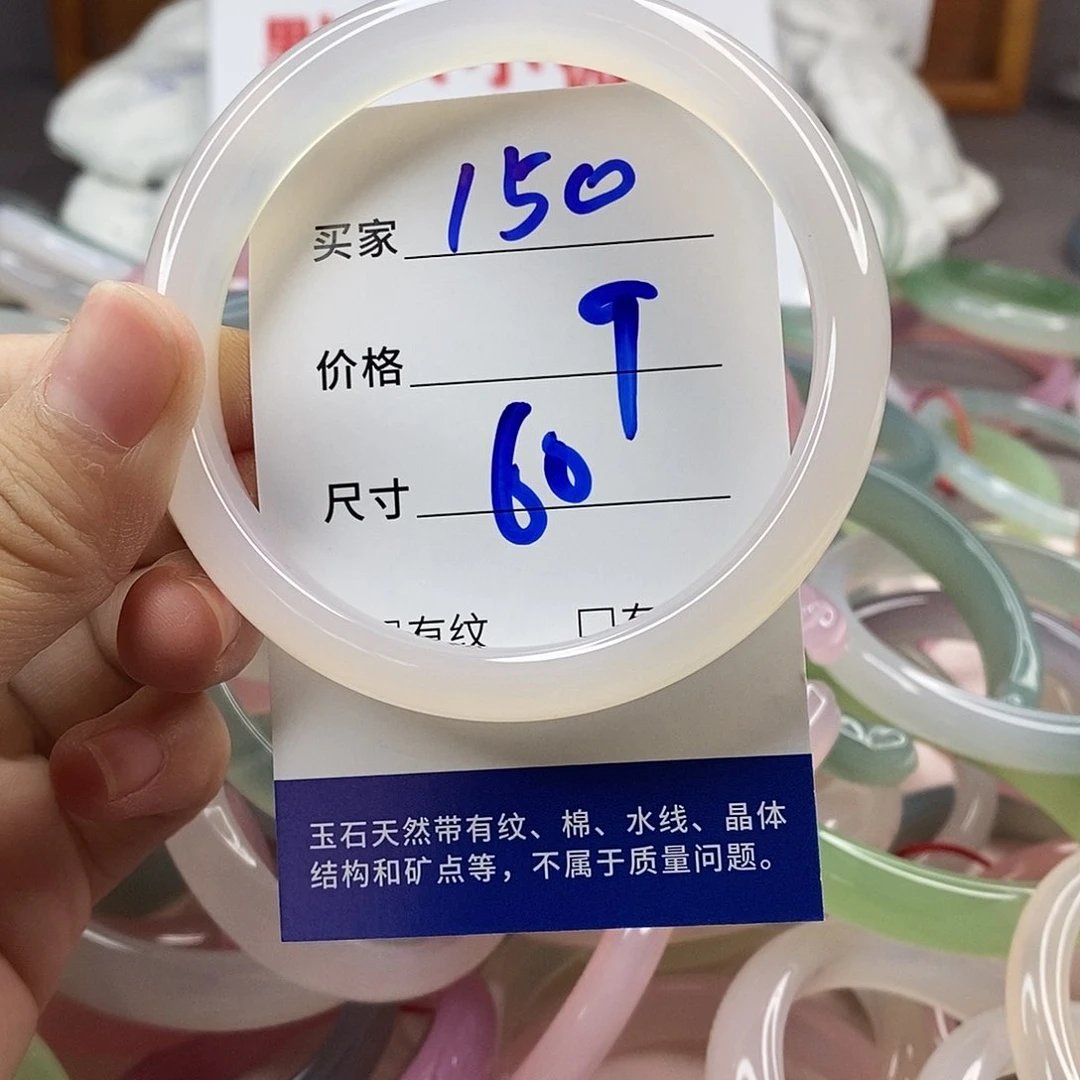 买家 150
价格 T
尺寸 60
有纹 □有
玉石天然带有纹、棉、水线、晶体
结构和矿点等，不属于质量问题。